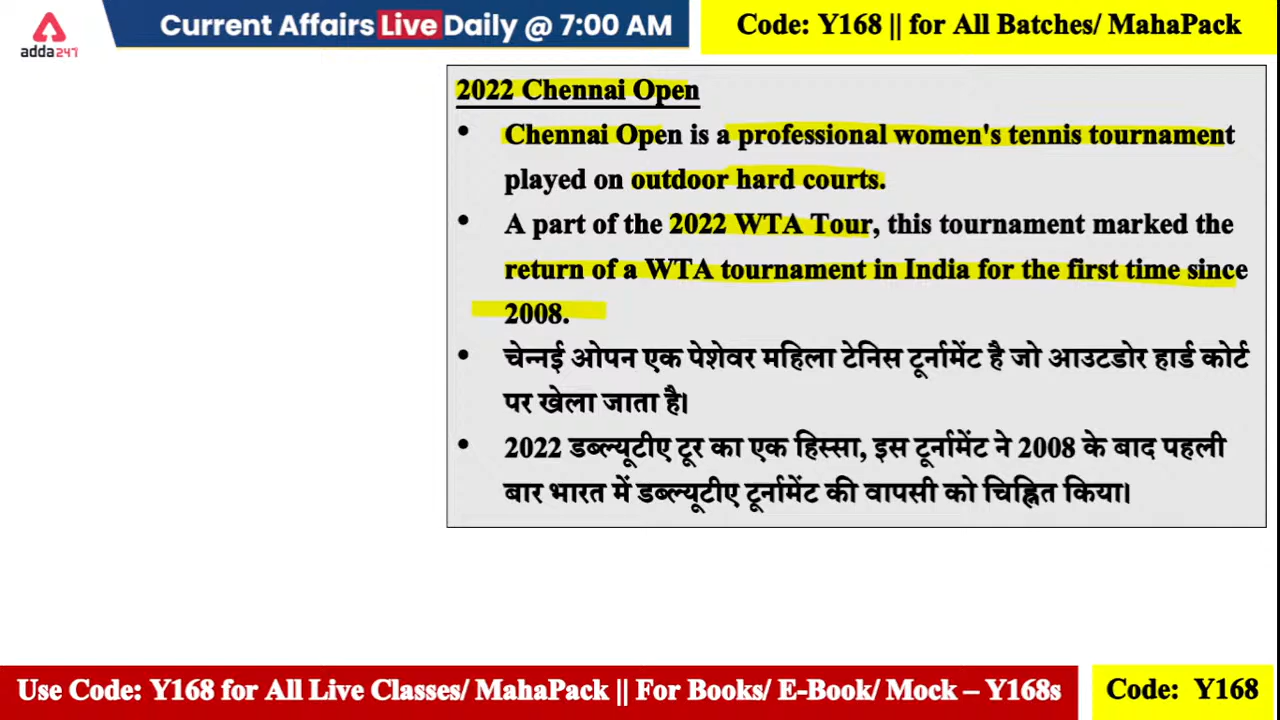 Current Affairs Live Daily @ 7:00 AM
Code: Y168 || for All Batches/ MahaPack
adda247
2022 Chennai Open
• Chennai Open is a professional women's tennis tournament
played on outdoor hard courts.
• A part of the 2022 WTA Tour, this tournament marked the
return of a WTA tournament in India for the first time since
2008.
• चेन्नई ओपन एक पेशेवर महिला टेनिस टूर्नामेंट है जो आउटडोर हार्ड कोर्ट
पर खेला जाता है।
• 2022 डब्ल्यूटीए टूर का एक हिस्सा, इस टूर्नामेंट ने 2008 के बाद पहली
बार भारत में डब्ल्यूटीए टूर्नामेंट की वापसी को चिह्नित किया।
Use Code: Y168 for All Live Classes/ MahaPack || For Books/ E-Book/ Mock – Y168s
Code: Y168